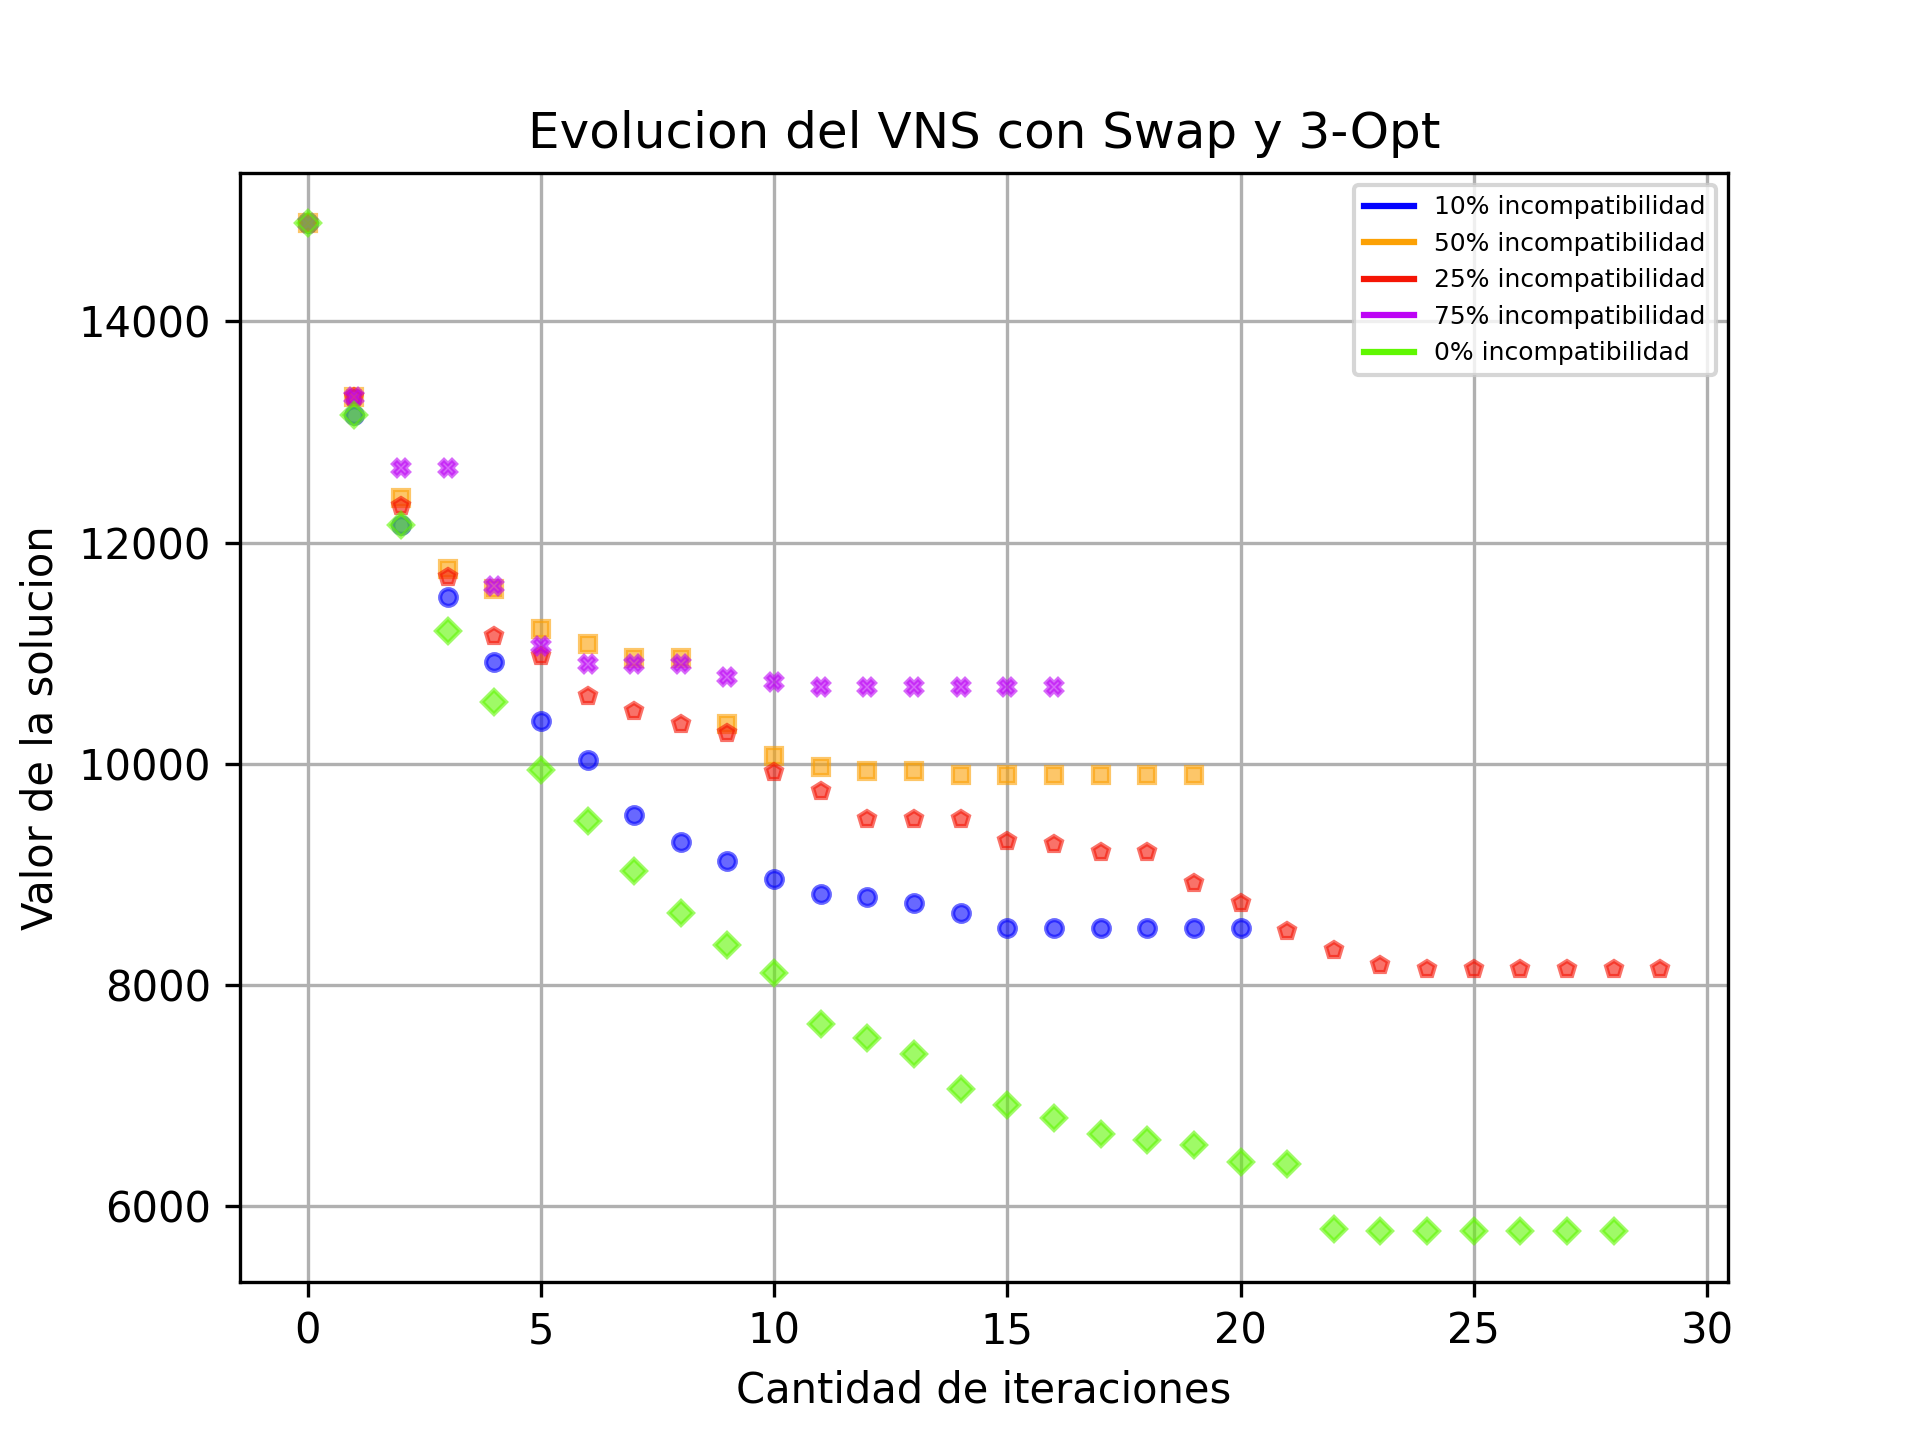 Evolucion del VNS con Swap y 3-Opt
10% incompatibilidad
50% incompatibilidad
25% incompatibilidad
75% incompatibilidad
0% incompatibilidad
Valor de la solucion
14000
12000
10000
8000
6000
0 5 10 15 20 25 30
Cantidad de iteraciones